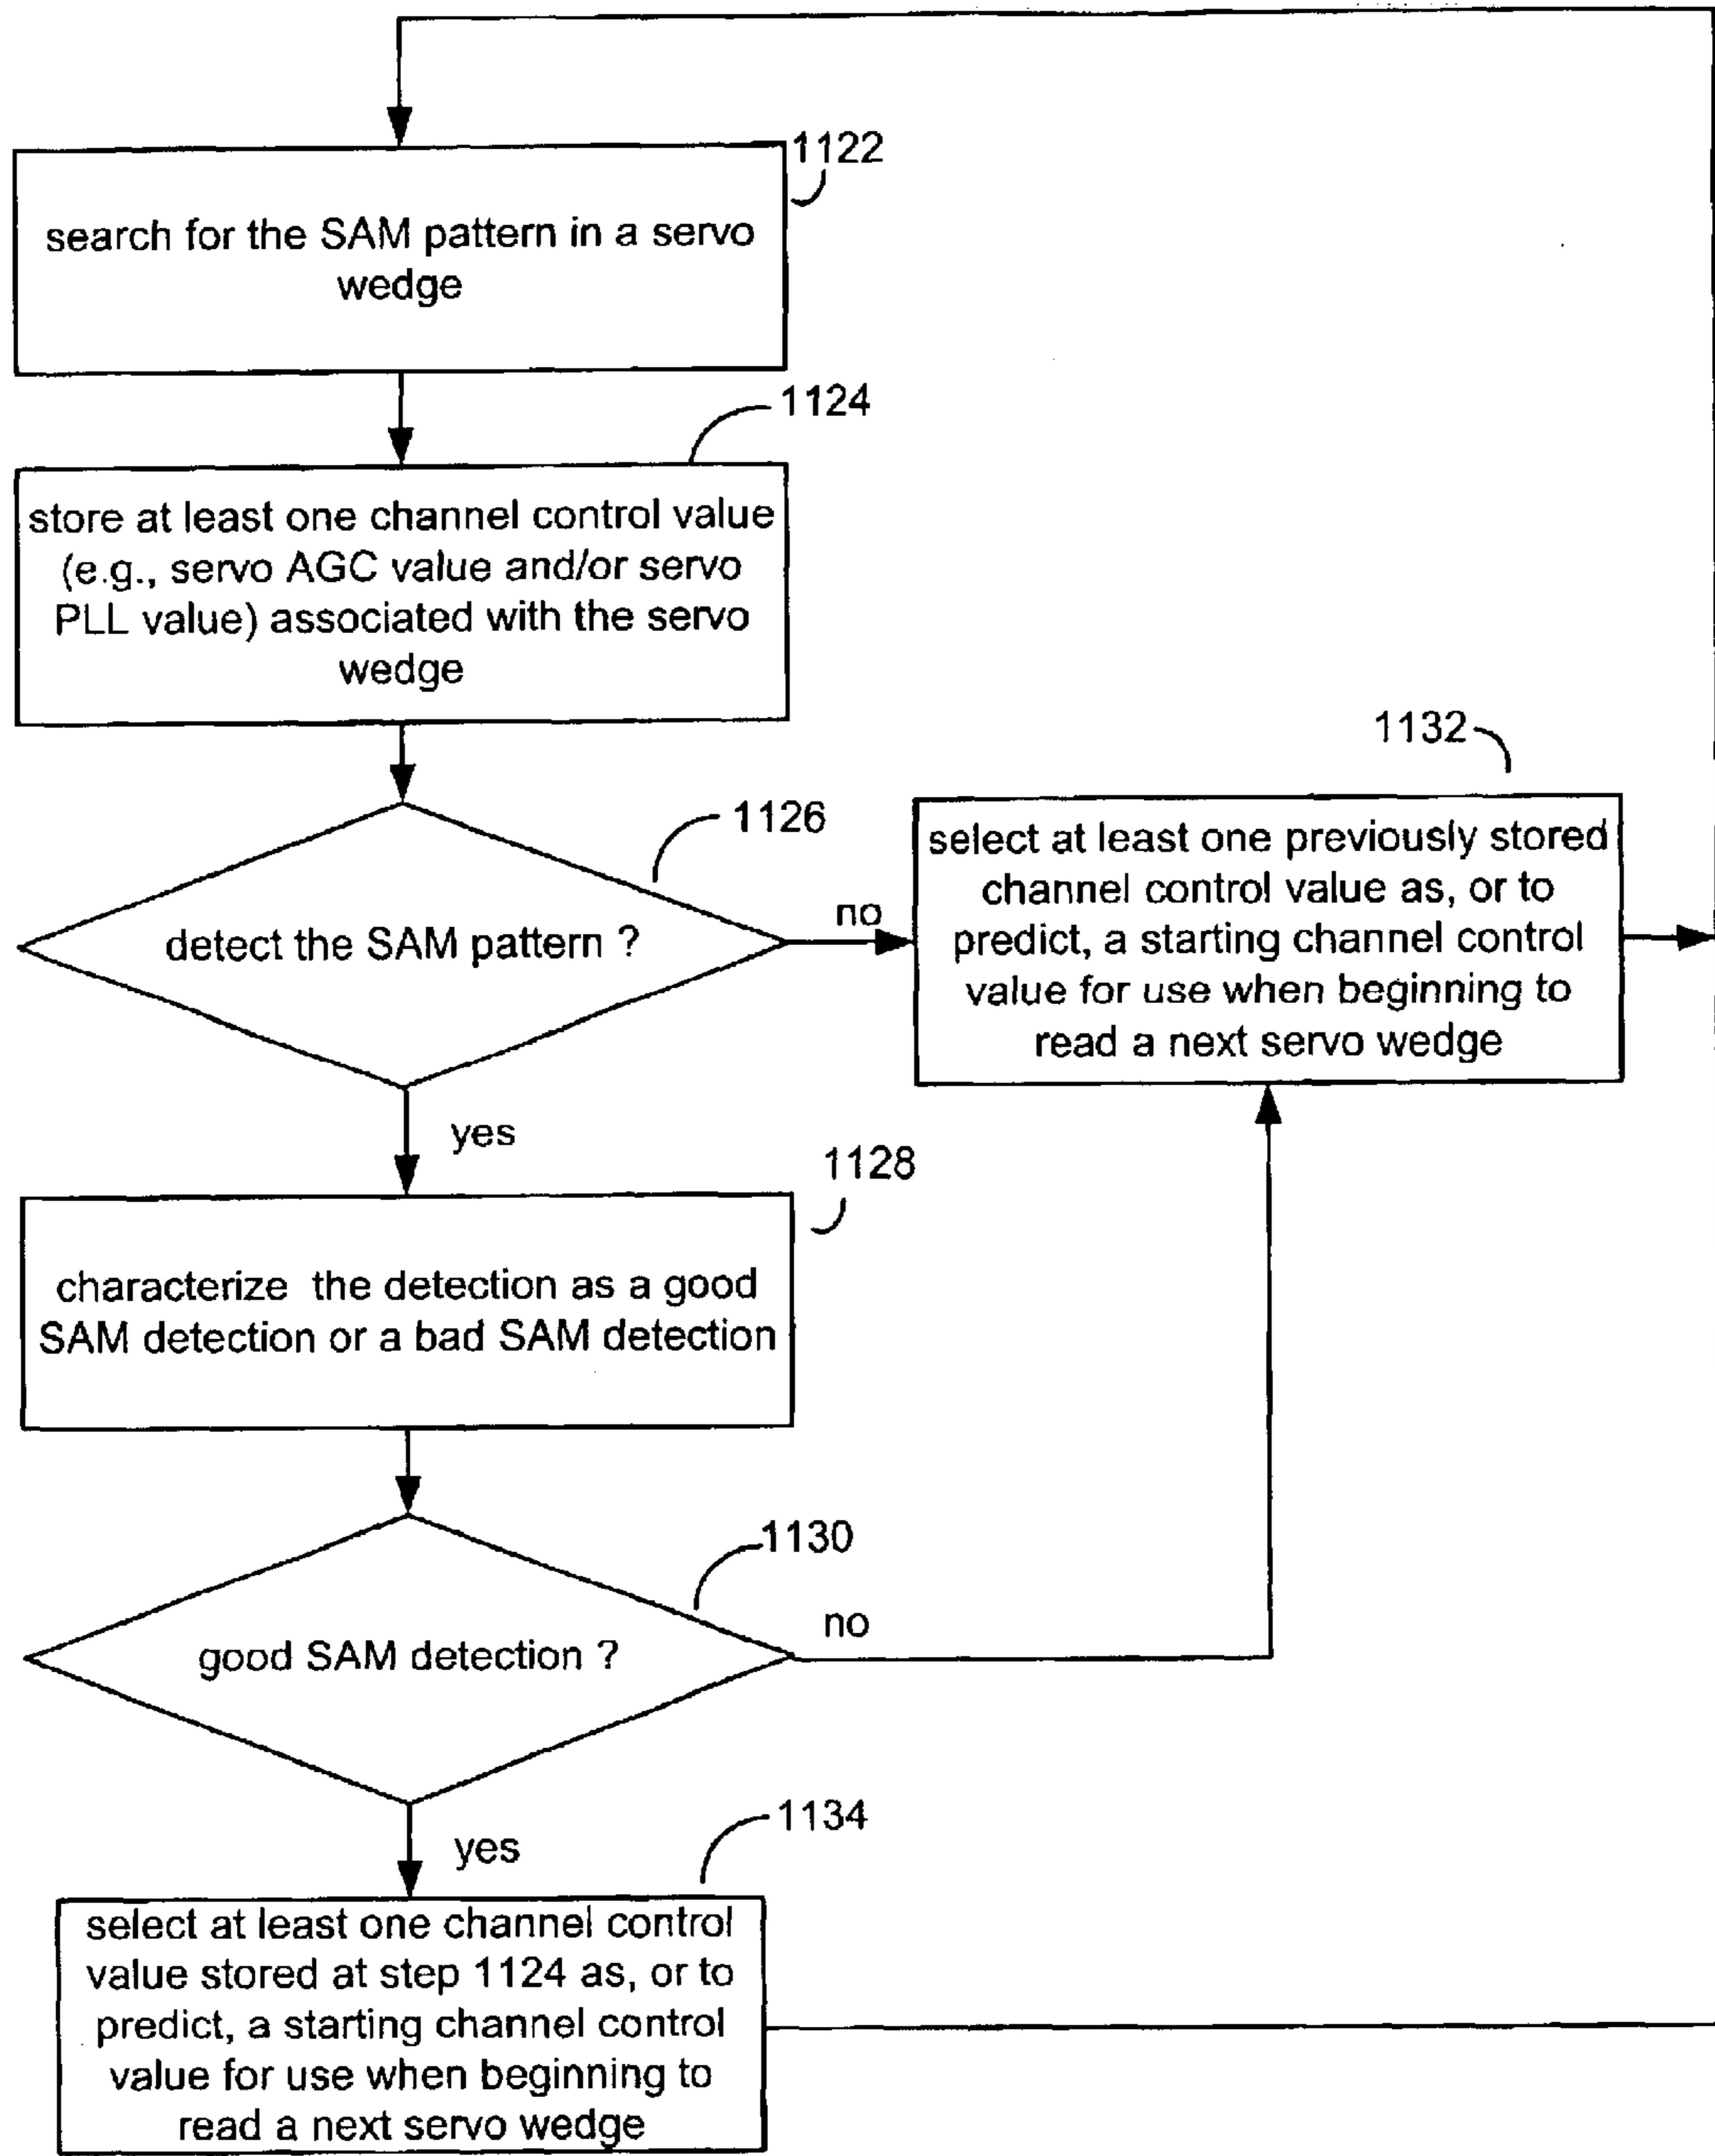 1122
search for the SAM pattern in a servo
wedge
1124
store at least one channel control value
(e.g., servo AGC value and/or servo
PLL value) associated with the servo
wedge
1126
detect the SAM pattern ?
no
yes
1132
select at least one previously stored
channel control value as, or to
predict, a starting channel control
value for use when beginning to
read a next servo wedge
1128
characterize the detection as a good
SAM detection or a bad SAM detection
1130
good SAM detection ?
no
yes
1134
select at least one channel control
value stored at step 1124 as, or to
predict, a starting channel control
value for use when beginning to
read a next servo wedge